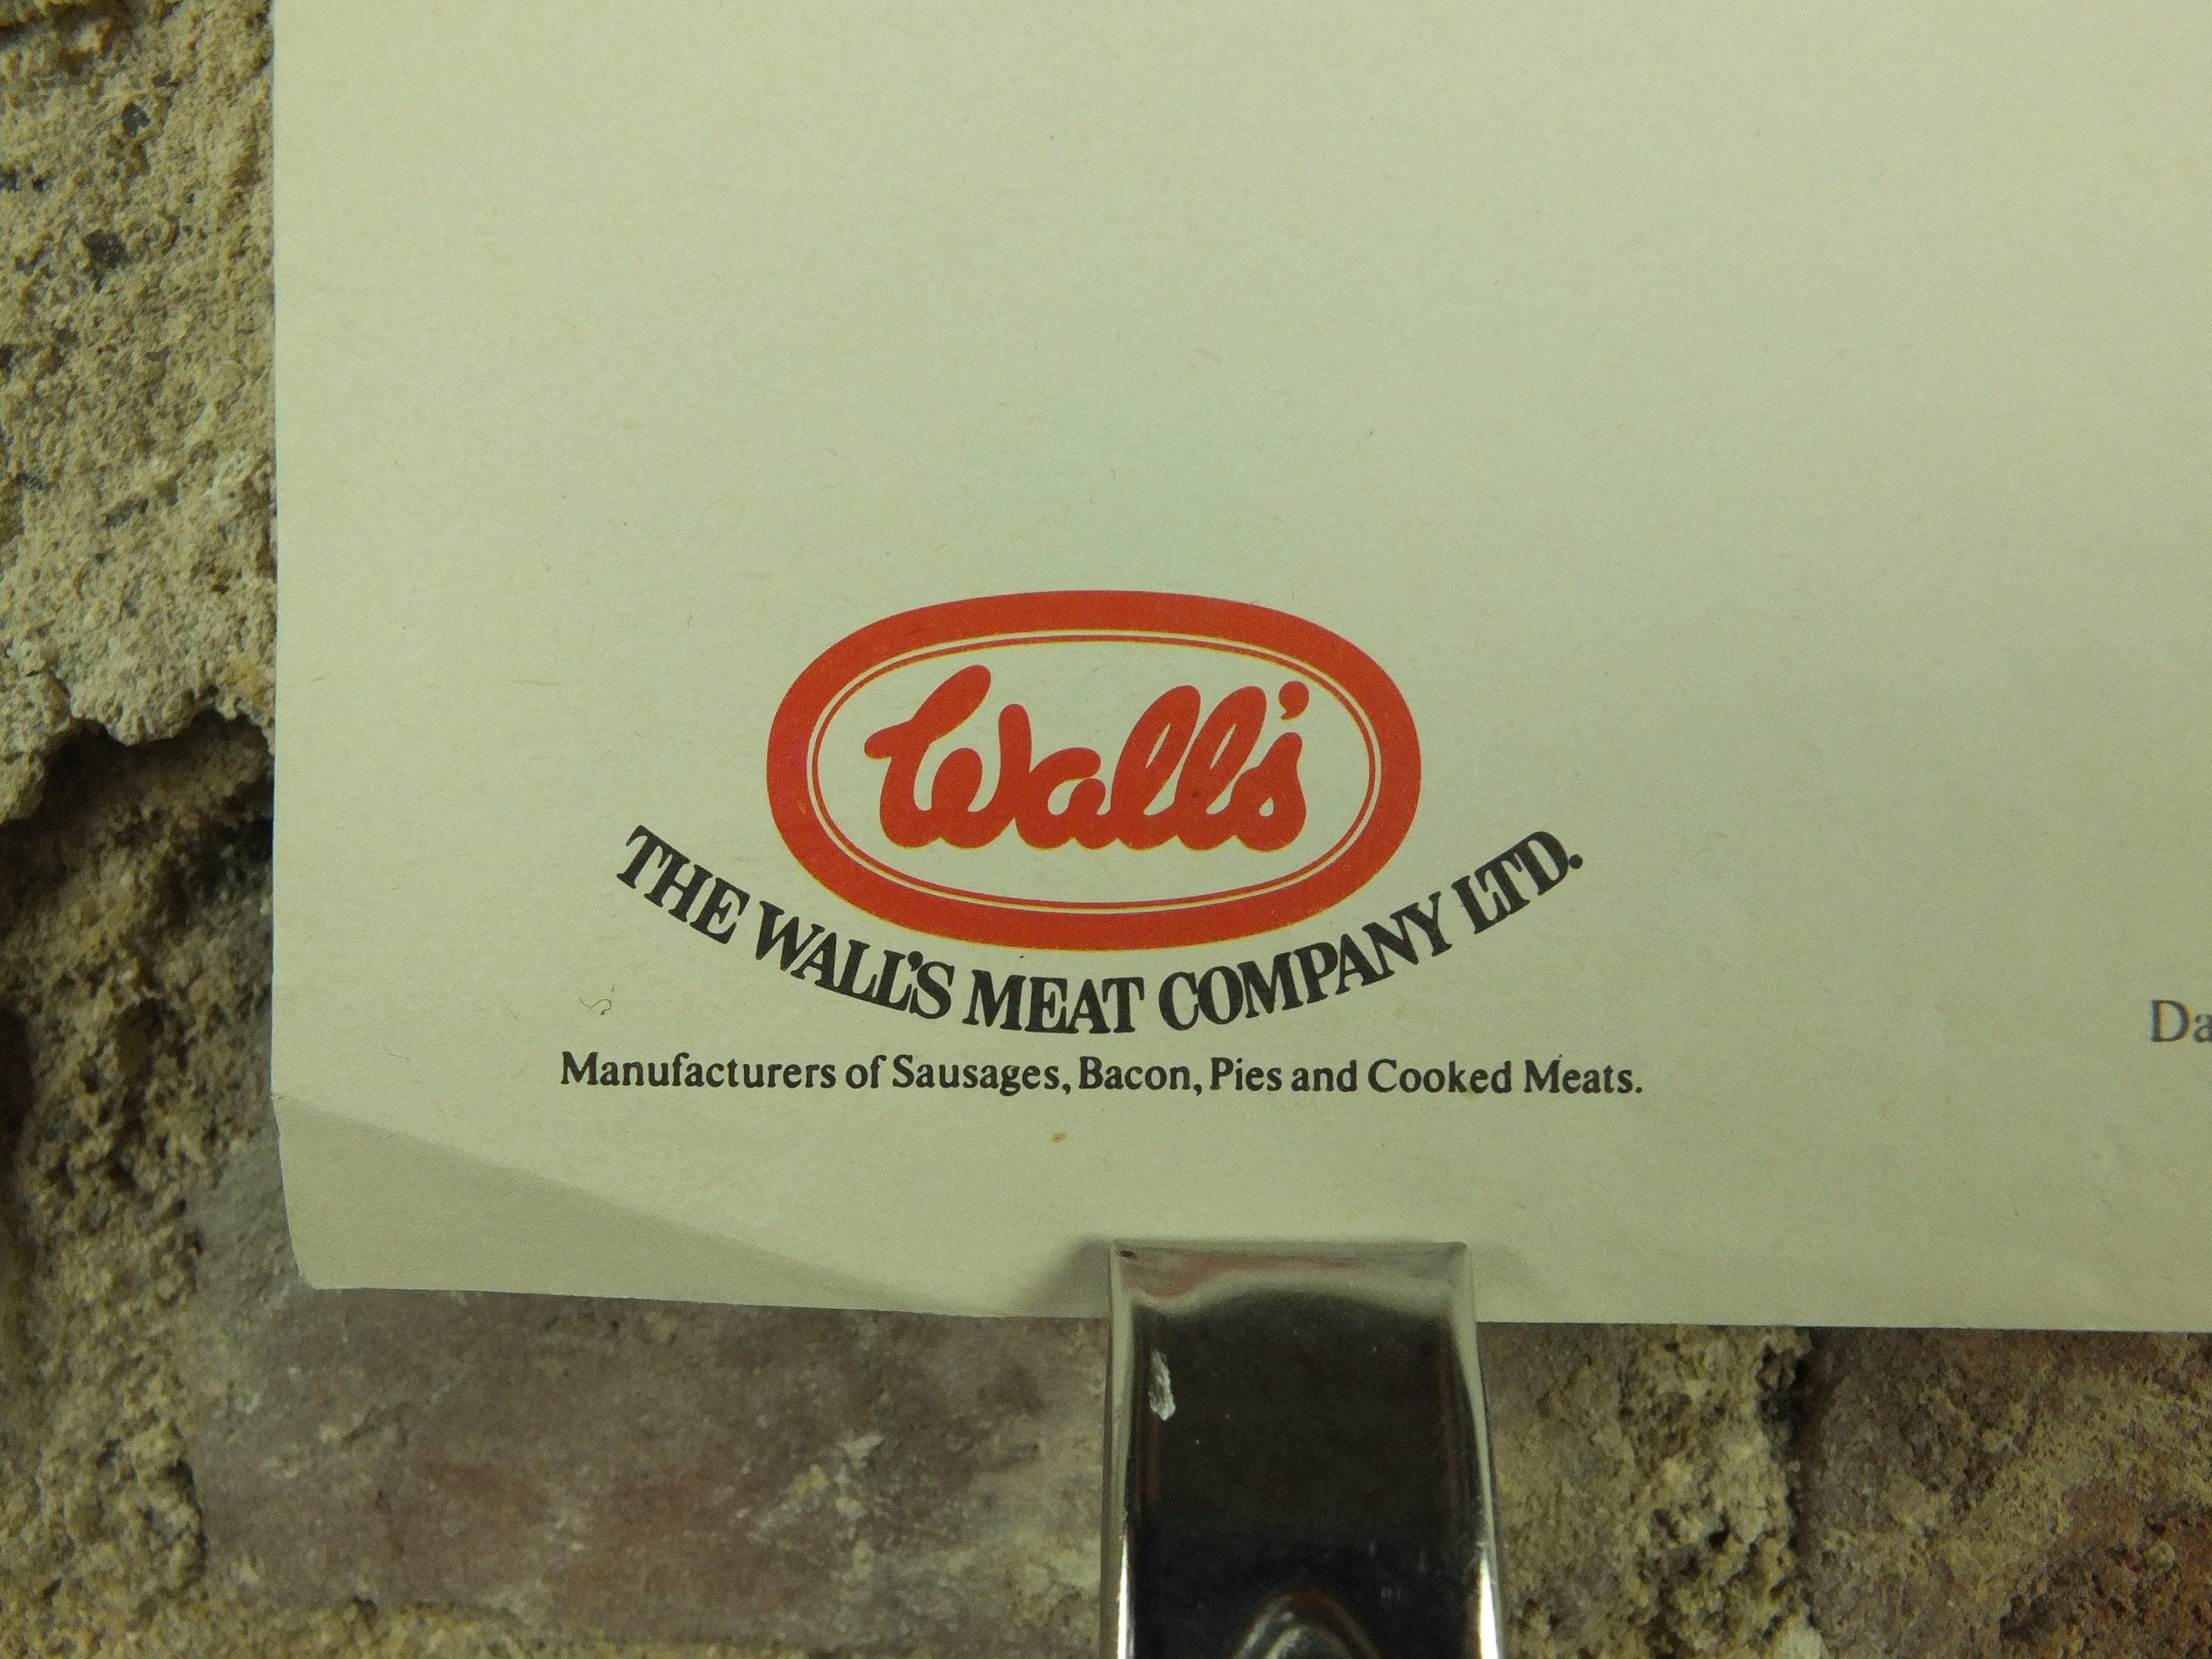 Wall's
THE WALL'S MEAT COMPANY LTD.
Manufacturers of Sausages, Bacon, Pies and Cooked Meats.